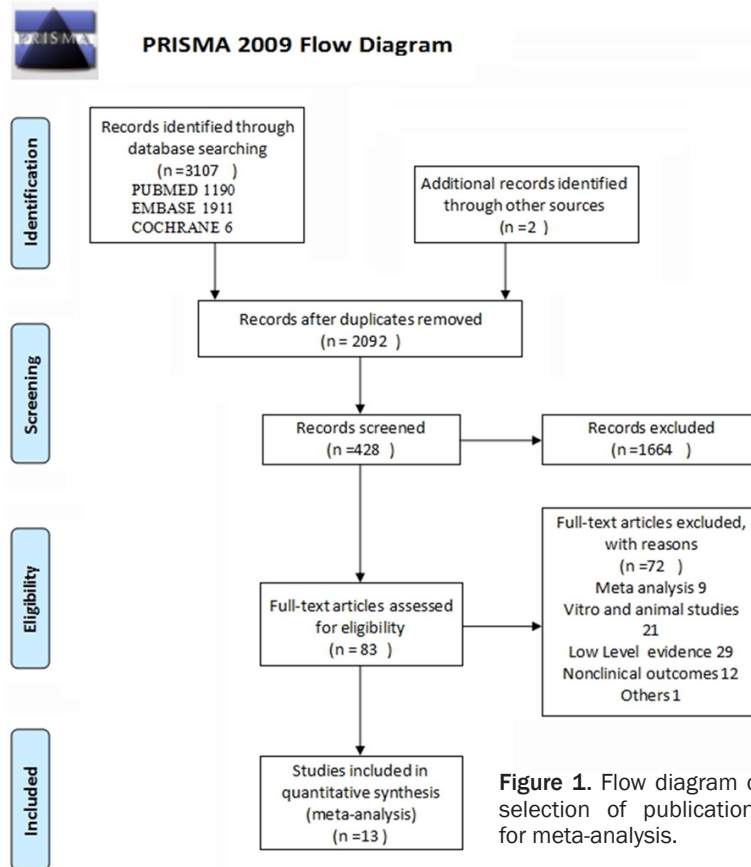 PRISMA
PRISMA 2009 Flow Diagram
Identification
Records identified through
database searching
(n =3107 )
PUBMED 1190
EMBASE 1911
COCHRANE 6
Additional records identified
through other sources
(n =2 )
Records after duplicates removed
(n = 2092 )
Screening
Records screened
(n =428 )
Records excluded
(n =1664 )
Eligibility
Full-text articles assessed
for eligibility
(n = 83 )
Full-text articles excluded,
with reasons
(n =72 )
Meta analysis 9
Vitro and animal studies
21
Low Level evidence 29
Nonclinical outcomes 12
Others 1
Included
Studies included in
quantitative synthesis
(meta-analysis)
(n =13 )
Figure 1. Flow diagram
selection of publication
for meta-analysis.